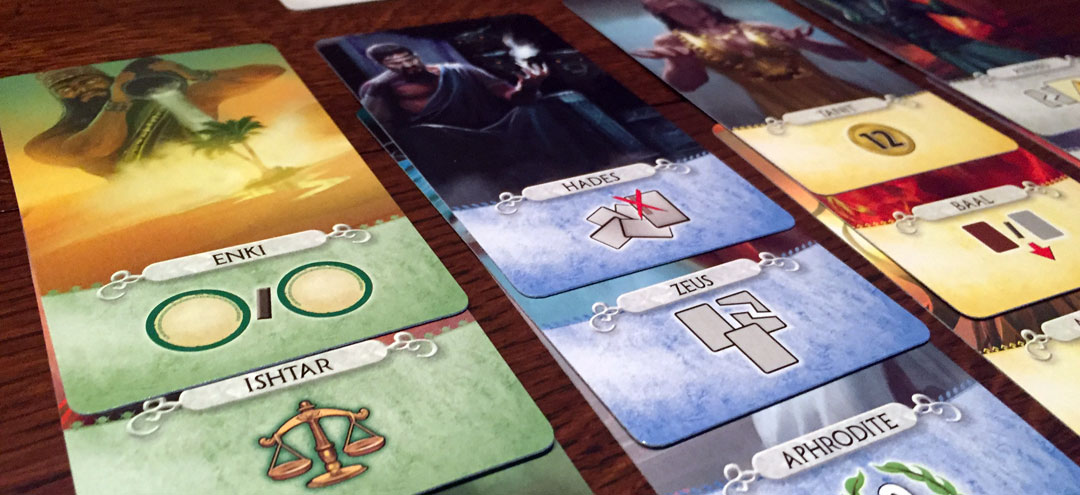 ENKI
ISHTAR
HADES
ZEUS
APHRODITE
TANIT
12
BAAL